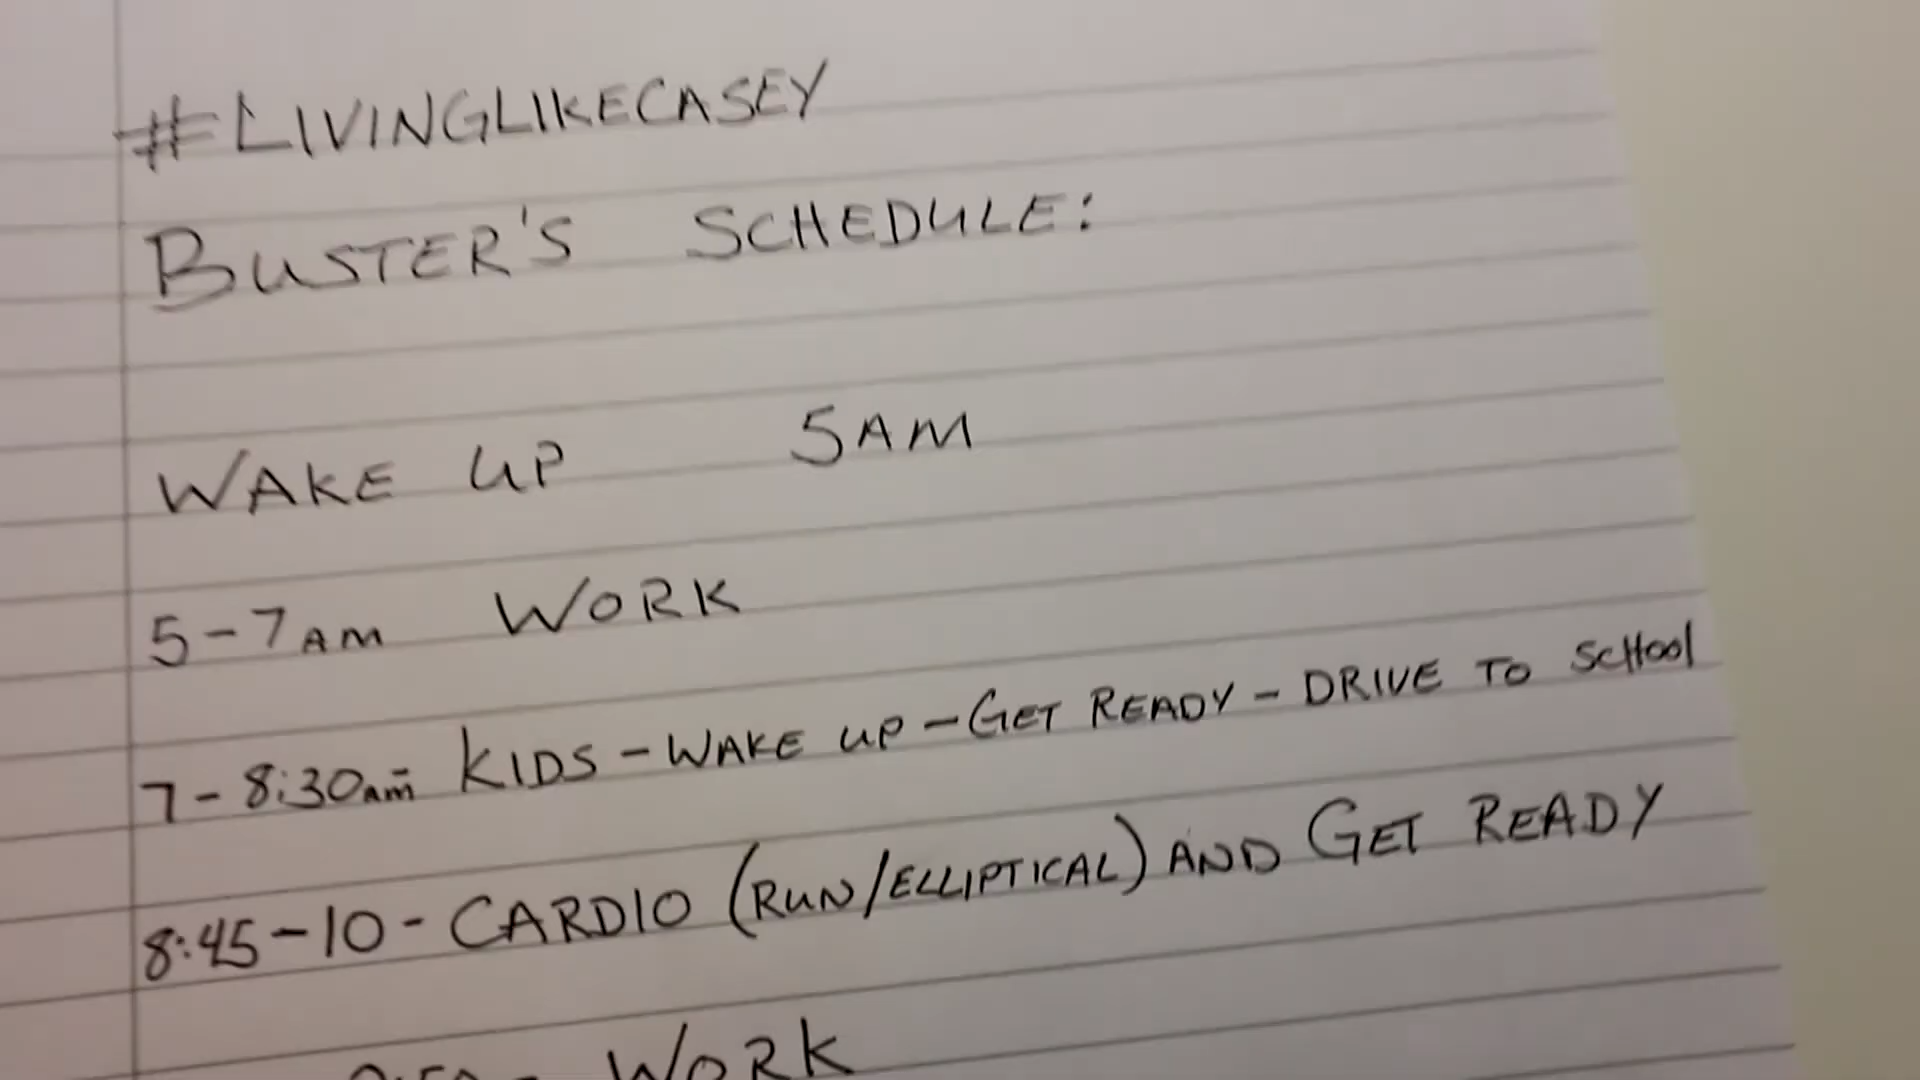 #LIVINGLIKECASEY
BUSTER'S SCHEDULE:
WAKE UP 5AM
5-7AM WORK
7-8:30am KIDS - WAKE UP - GET READY - DRIVE TO SCHOOL
8:45-10 - CARDIO (RUN/ELLIPTICAL) AND GET READY
WORK